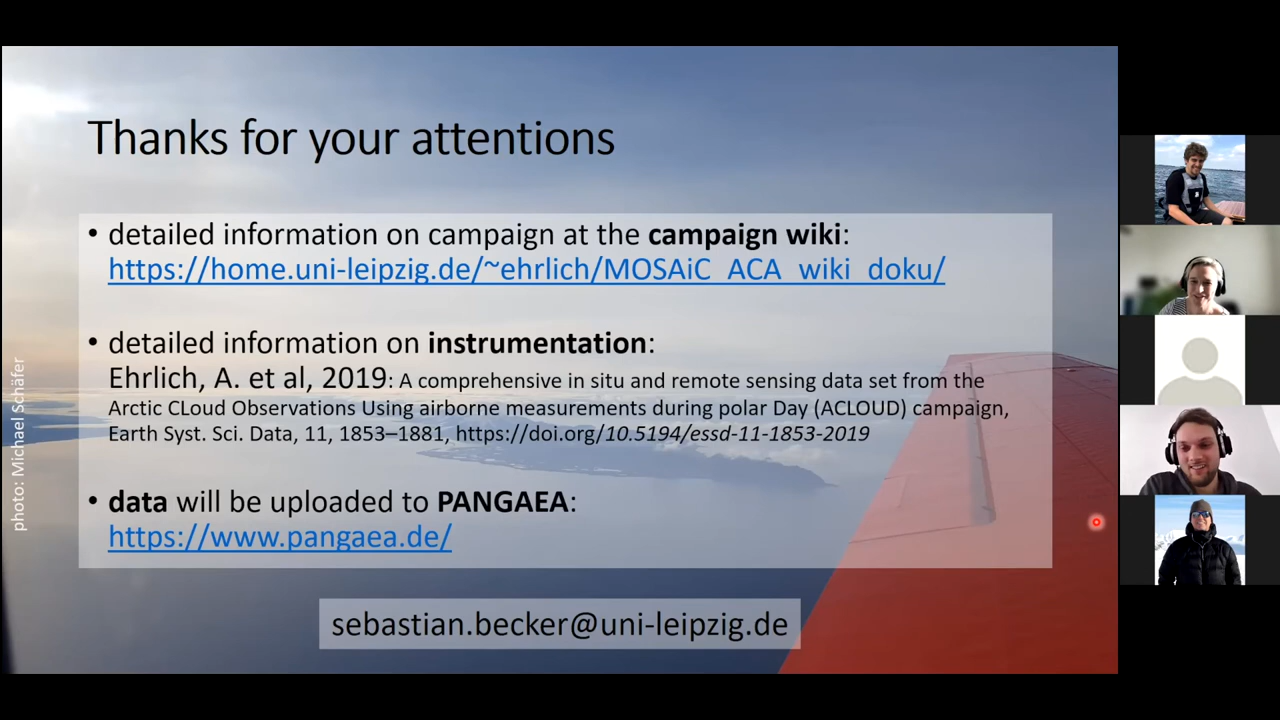 Thanks for your attentions
• detailed information on campaign at the campaign wiki:
https://home.uni-leipzig.de/~ehrlich/MOSAiC_ACA_wiki_doku/
• detailed information on instrumentation:
Ehrlich, A. et al, 2019: A comprehensive in situ and remote sensing data set from the
Arctic CLoud Observations Using airborne measurements during polar Day (ACLOUD) campaign,
Earth Syst. Sci. Data, 11, 1853–1881, https://doi.org/10.5194/essd-11-1853-2019
• data will be uploaded to PANGAEA:
https://www.pangaea.de/
sebastian.becker@uni-leipzig.de
photo: Michael Schäfer